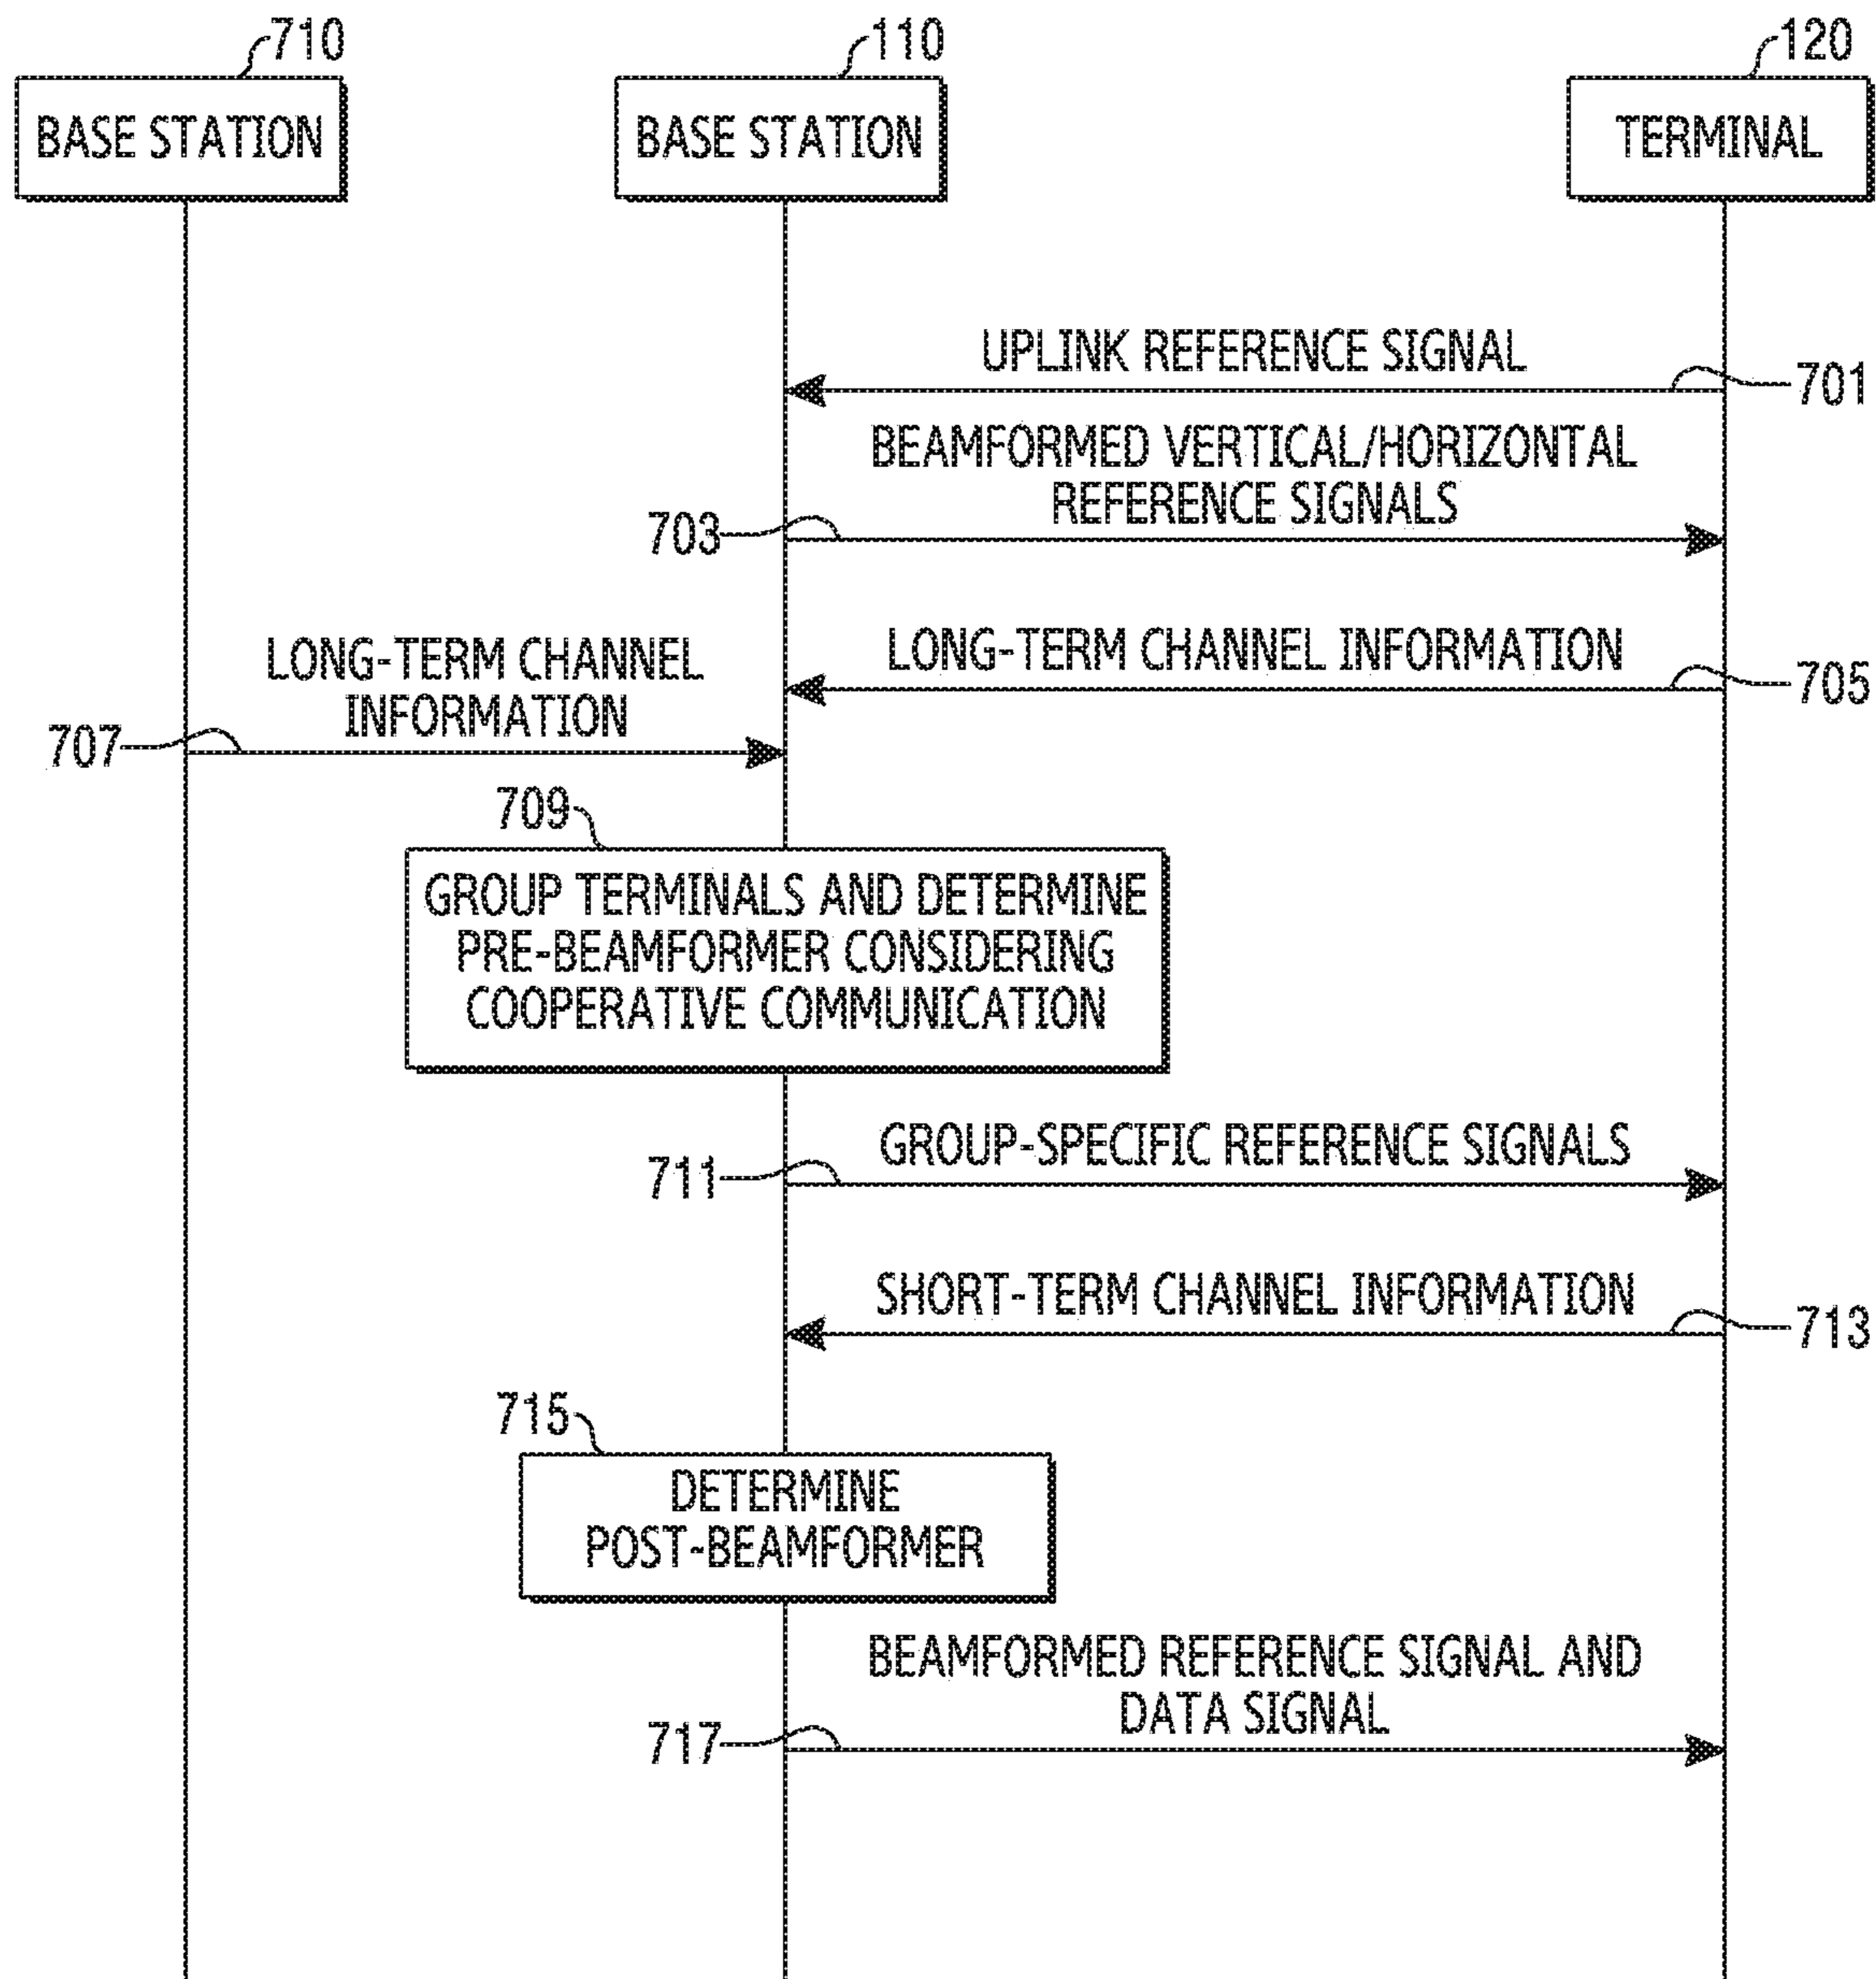 710
110
120
BASE STATION
BASE STATION
TERMINAL
UPLINK REFERENCE SIGNAL
701
BEAMFORMED VERTICAL/HORIZONTAL
REFERENCE SIGNALS
703
LONG-TERM CHANNEL INFORMATION
705
LONG-TERM CHANNEL
INFORMATION
707
709
GROUP TERMINALS AND DETERMINE
PRE-BEAMFORMER CONSIDERING
COOPERATIVE COMMUNICATION
GROUP-SPECIFIC REFERENCE SIGNALS
711
SHORT-TERM CHANNEL INFORMATION
713
715
DETERMINE
POST-BEAMFORMER
BEAMFORMED REFERENCE SIGNAL AND
DATA SIGNAL
717